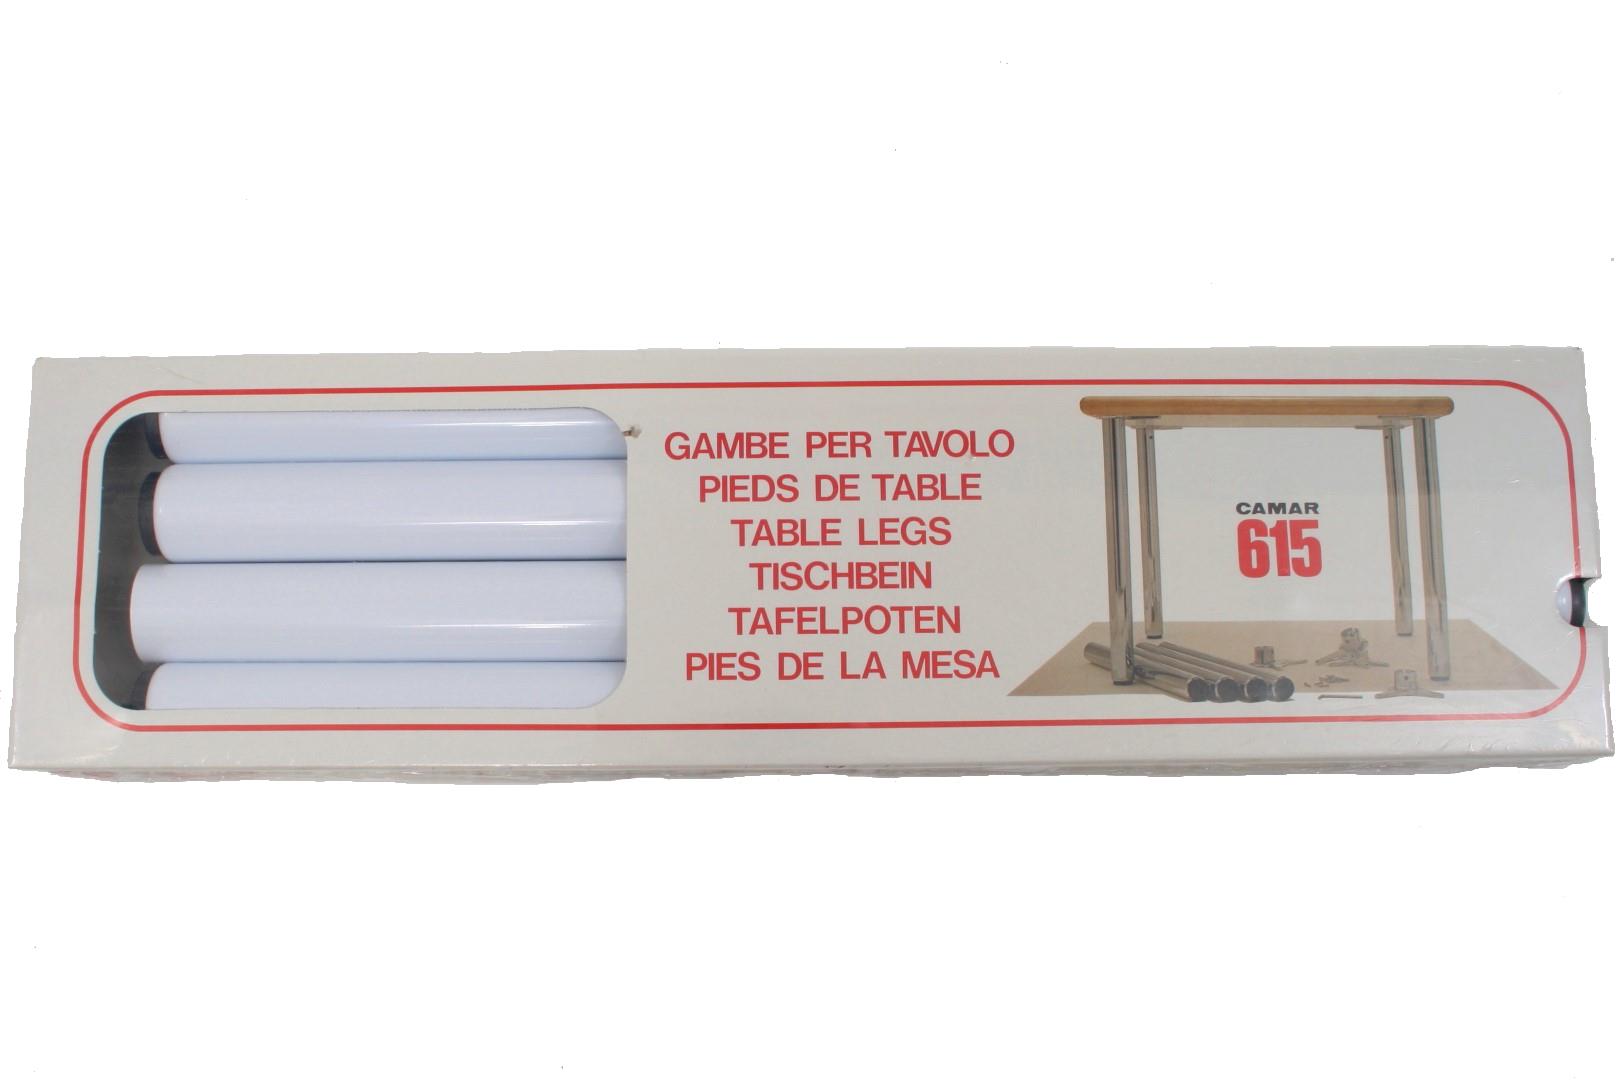 GAMBE PER TAVOLO
PIEDS DE TABLE
TABLE LEGS
TISCHBEIN
TAFELPOTEN
PIES DE LA MESA
CAMAR
615